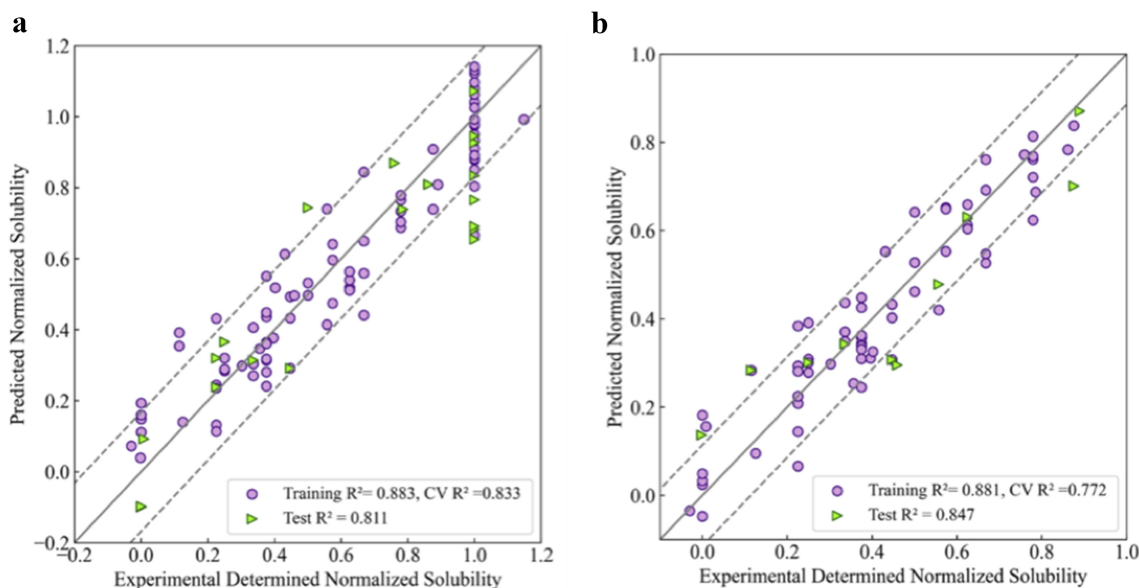 a
1.2
1.0
0.8
0.6
0.4
0.2
0.0
−0.2
Predicted Normalized Solubility
Training R²= 0.883, CV R² =0.833
Test R² = 0.811
−0.2 0.0 0.2 0.4 0.6 0.8 1.0 1.2
Experimental Determined Normalized Solubility
b
1.0
0.8
0.6
0.4
0.2
0.0
Predicted Normalized Solubility
Training R²= 0.881, CV R² =0.772
Test R² = 0.847
0.0 0.2 0.4 0.6 0.8 1.0
Experimental Determined Normalized Solubility